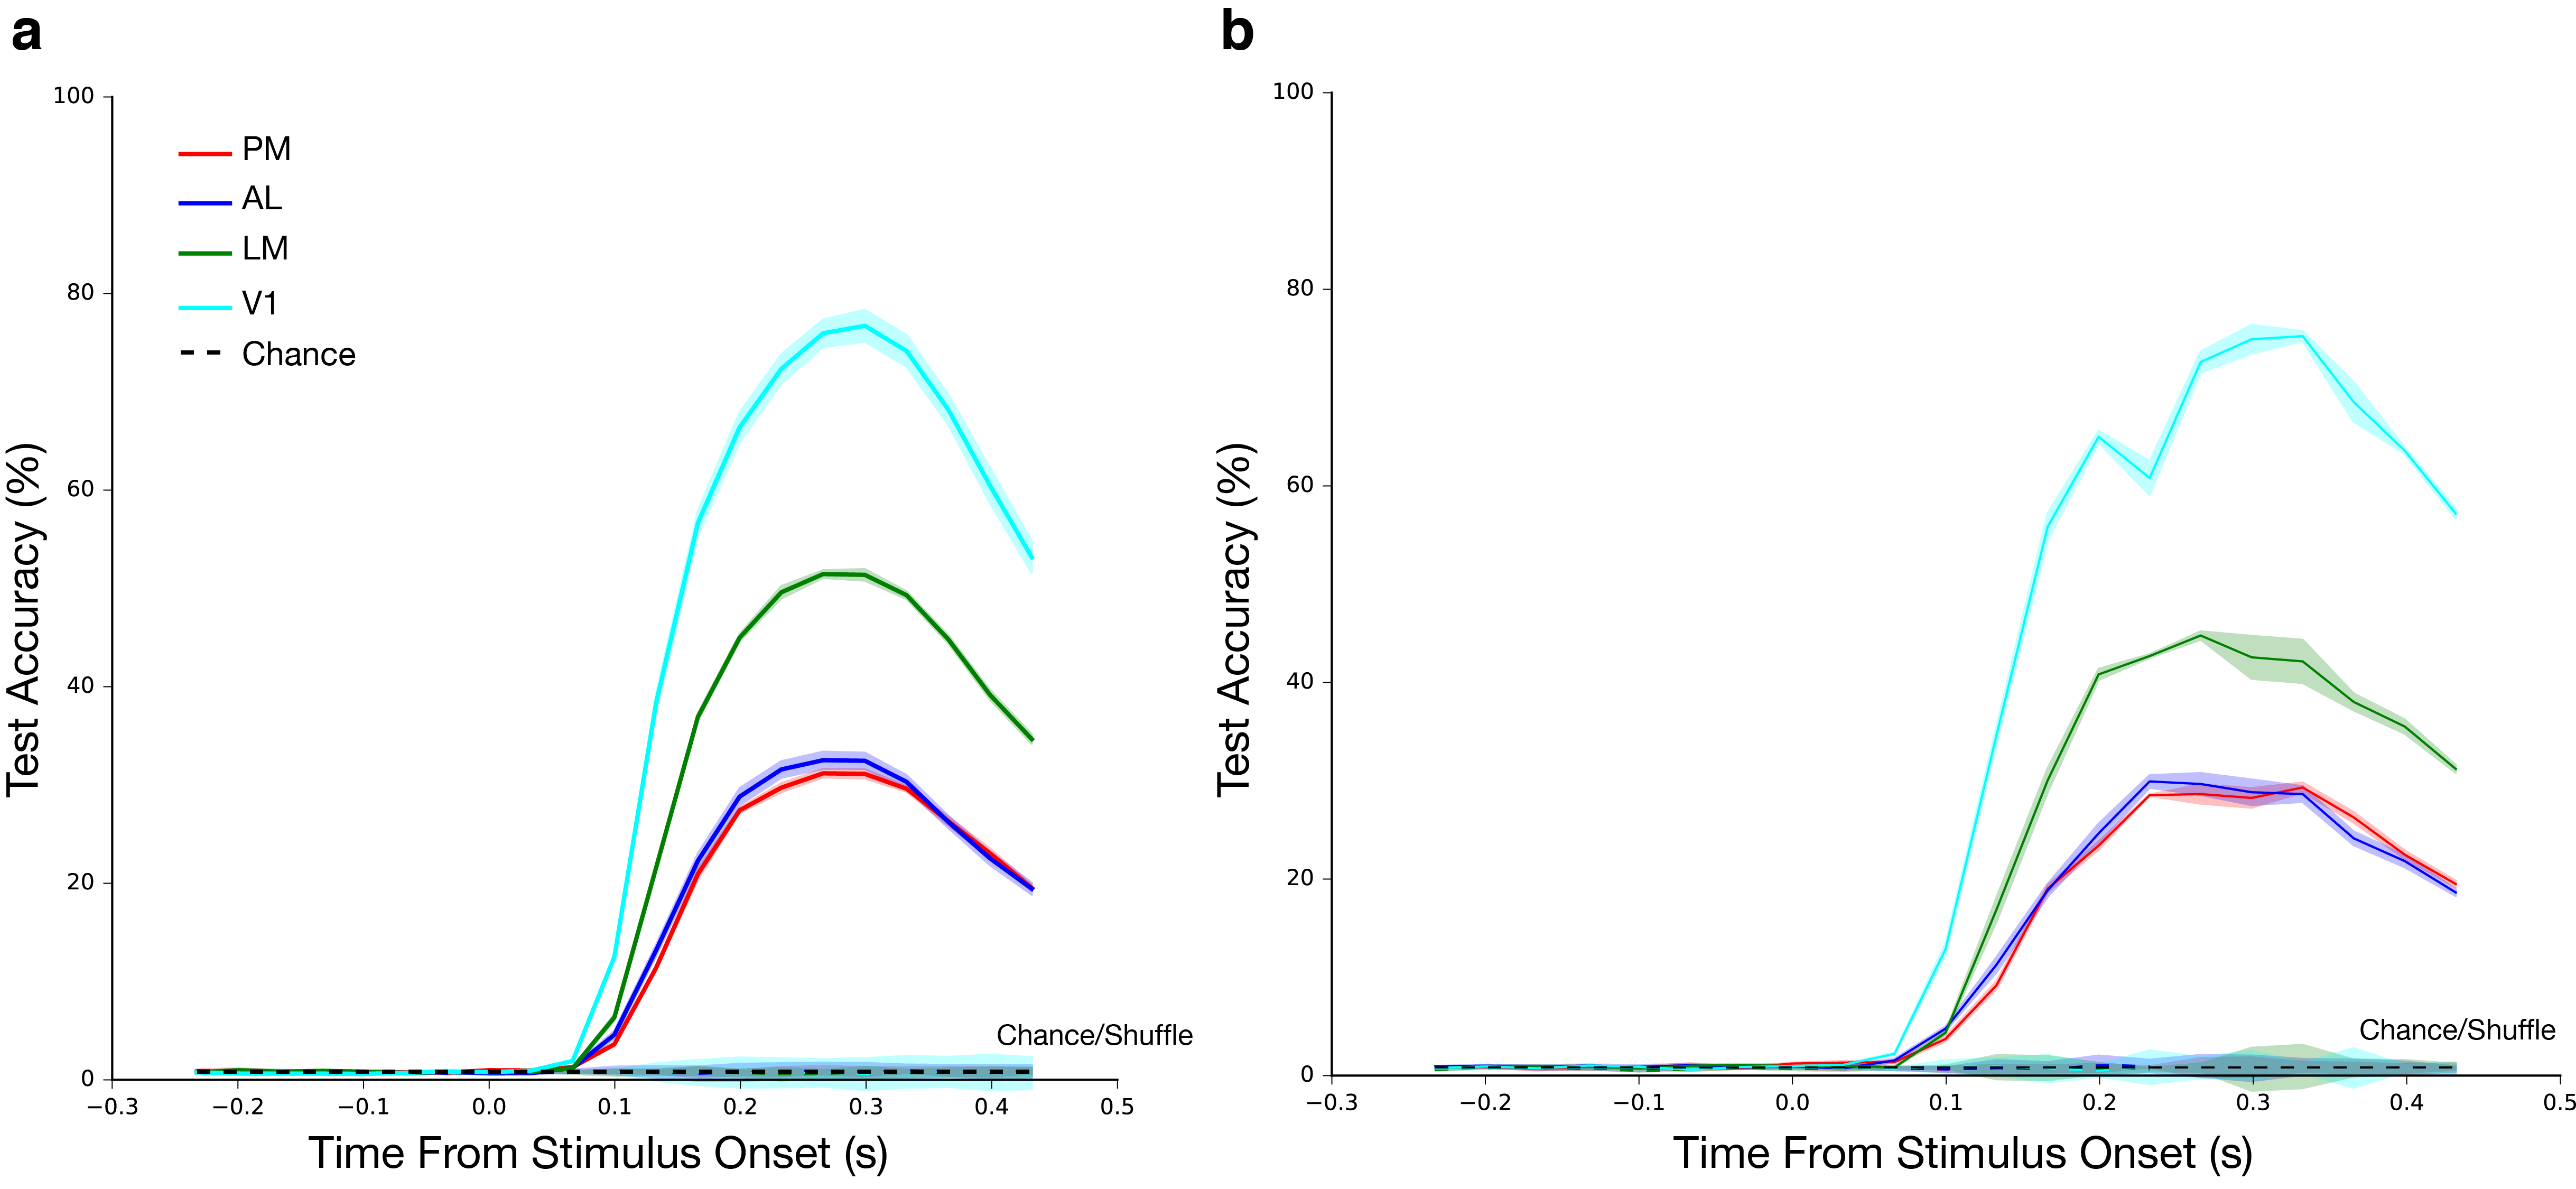 a
100
80
60
40
20
0
Test Accuracy (%)
PM
AL
LM
V1
Chance
Chance/Shuffle
−0.3 −0.2 −0.1 0.0 0.1 0.2 0.3 0.4 0.5
Time From Stimulus Onset (s)
b
100
80
60
40
20
0
Test Accuracy (%)
Chance/Shuffle
−0.3 −0.2 −0.1 0.0 0.1 0.2 0.3 0.4 0.5
Time From Stimulus Onset (s)